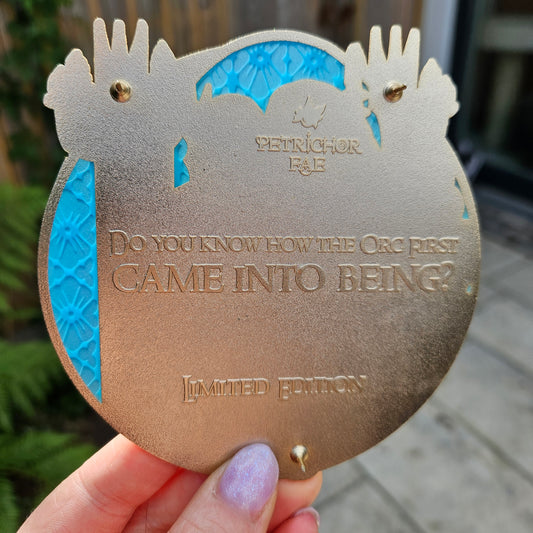 PETRICHOR
FAE
DO YOU KNOW HOW THE ORC FIRST
CAME INTO BEING?
LIMITED EDITION